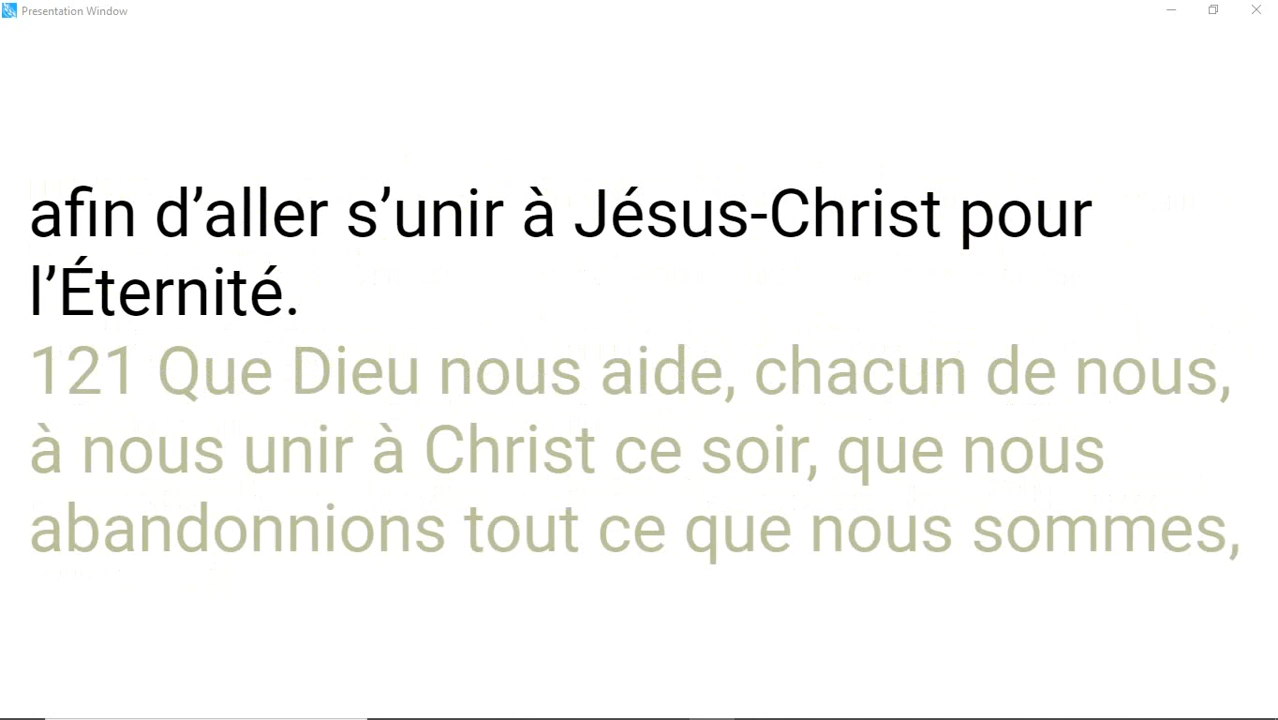 Presentation Window
afin d’aller s’unir à Jésus-Christ pour
l’Éternité.
121 Que Dieu nous aide, chacun de nous,
à nous unir à Christ ce soir, que nous
abandonnions tout ce que nous sommes,